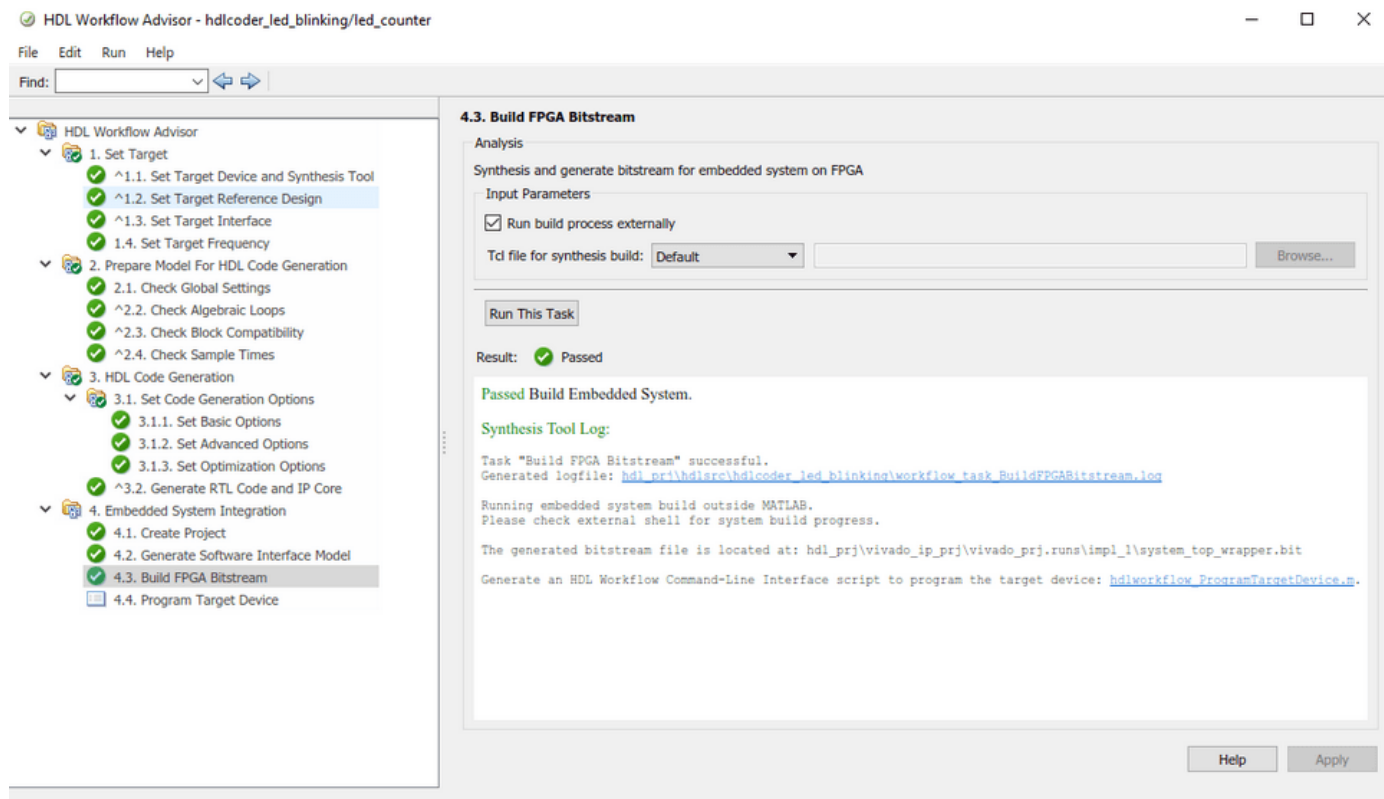 HDL Workflow Advisor - hdlcoder_led_blinking/led_counter
File Edit Run Help
Find:
HDL Workflow Advisor
1. Set Target
^1.1. Set Target Device and Synthesis Tool
^1.2. Set Target Reference Design
^1.3. Set Target Interface
1.4. Set Target Frequency
2. Prepare Model For HDL Code Generation
2.1. Check Global Settings
^2.2. Check Algebraic Loops
^2.3. Check Block Compatibility
^2.4. Check Sample Times
3. HDL Code Generation
3.1. Set Code Generation Options
3.1.1. Set Basic Options
3.1.2. Set Advanced Options
3.1.3. Set Optimization Options
^3.2. Generate RTL Code and IP Core
4. Embedded System Integration
4.1. Create Project
4.2. Generate Software Interface Model
4.3. Build FPGA Bitstream
4.4. Program Target Device
4.3. Build FPGA Bitstream
Analysis
Synthesis and generate bitstream for embedded system on FPGA
Input Parameters
Run build process externally
Tcl file for synthesis build: Default Browse...
Run This Task
Result: Passed
Passed Build Embedded System.
Synthesis Tool Log:
Task "Build FPGA Bitstream" successful.
Generated logfile: hdl_prj\hdlsrc\hdlcoder_led_blinking\workflow_task_BuildFPGABitstream.log
Running embedded system build outside MATLAB.
Please check external shell for system build progress.
The generated bitstream file is located at: hdl_prj\vivado_ip_prj\vivado_prj.runs\impl_1\system_top_wrapper.bit
Generate an HDL Workflow Command-Line Interface script to program the target device: hdlworkflow_ProgramTargetDevice.m.
Help Apply